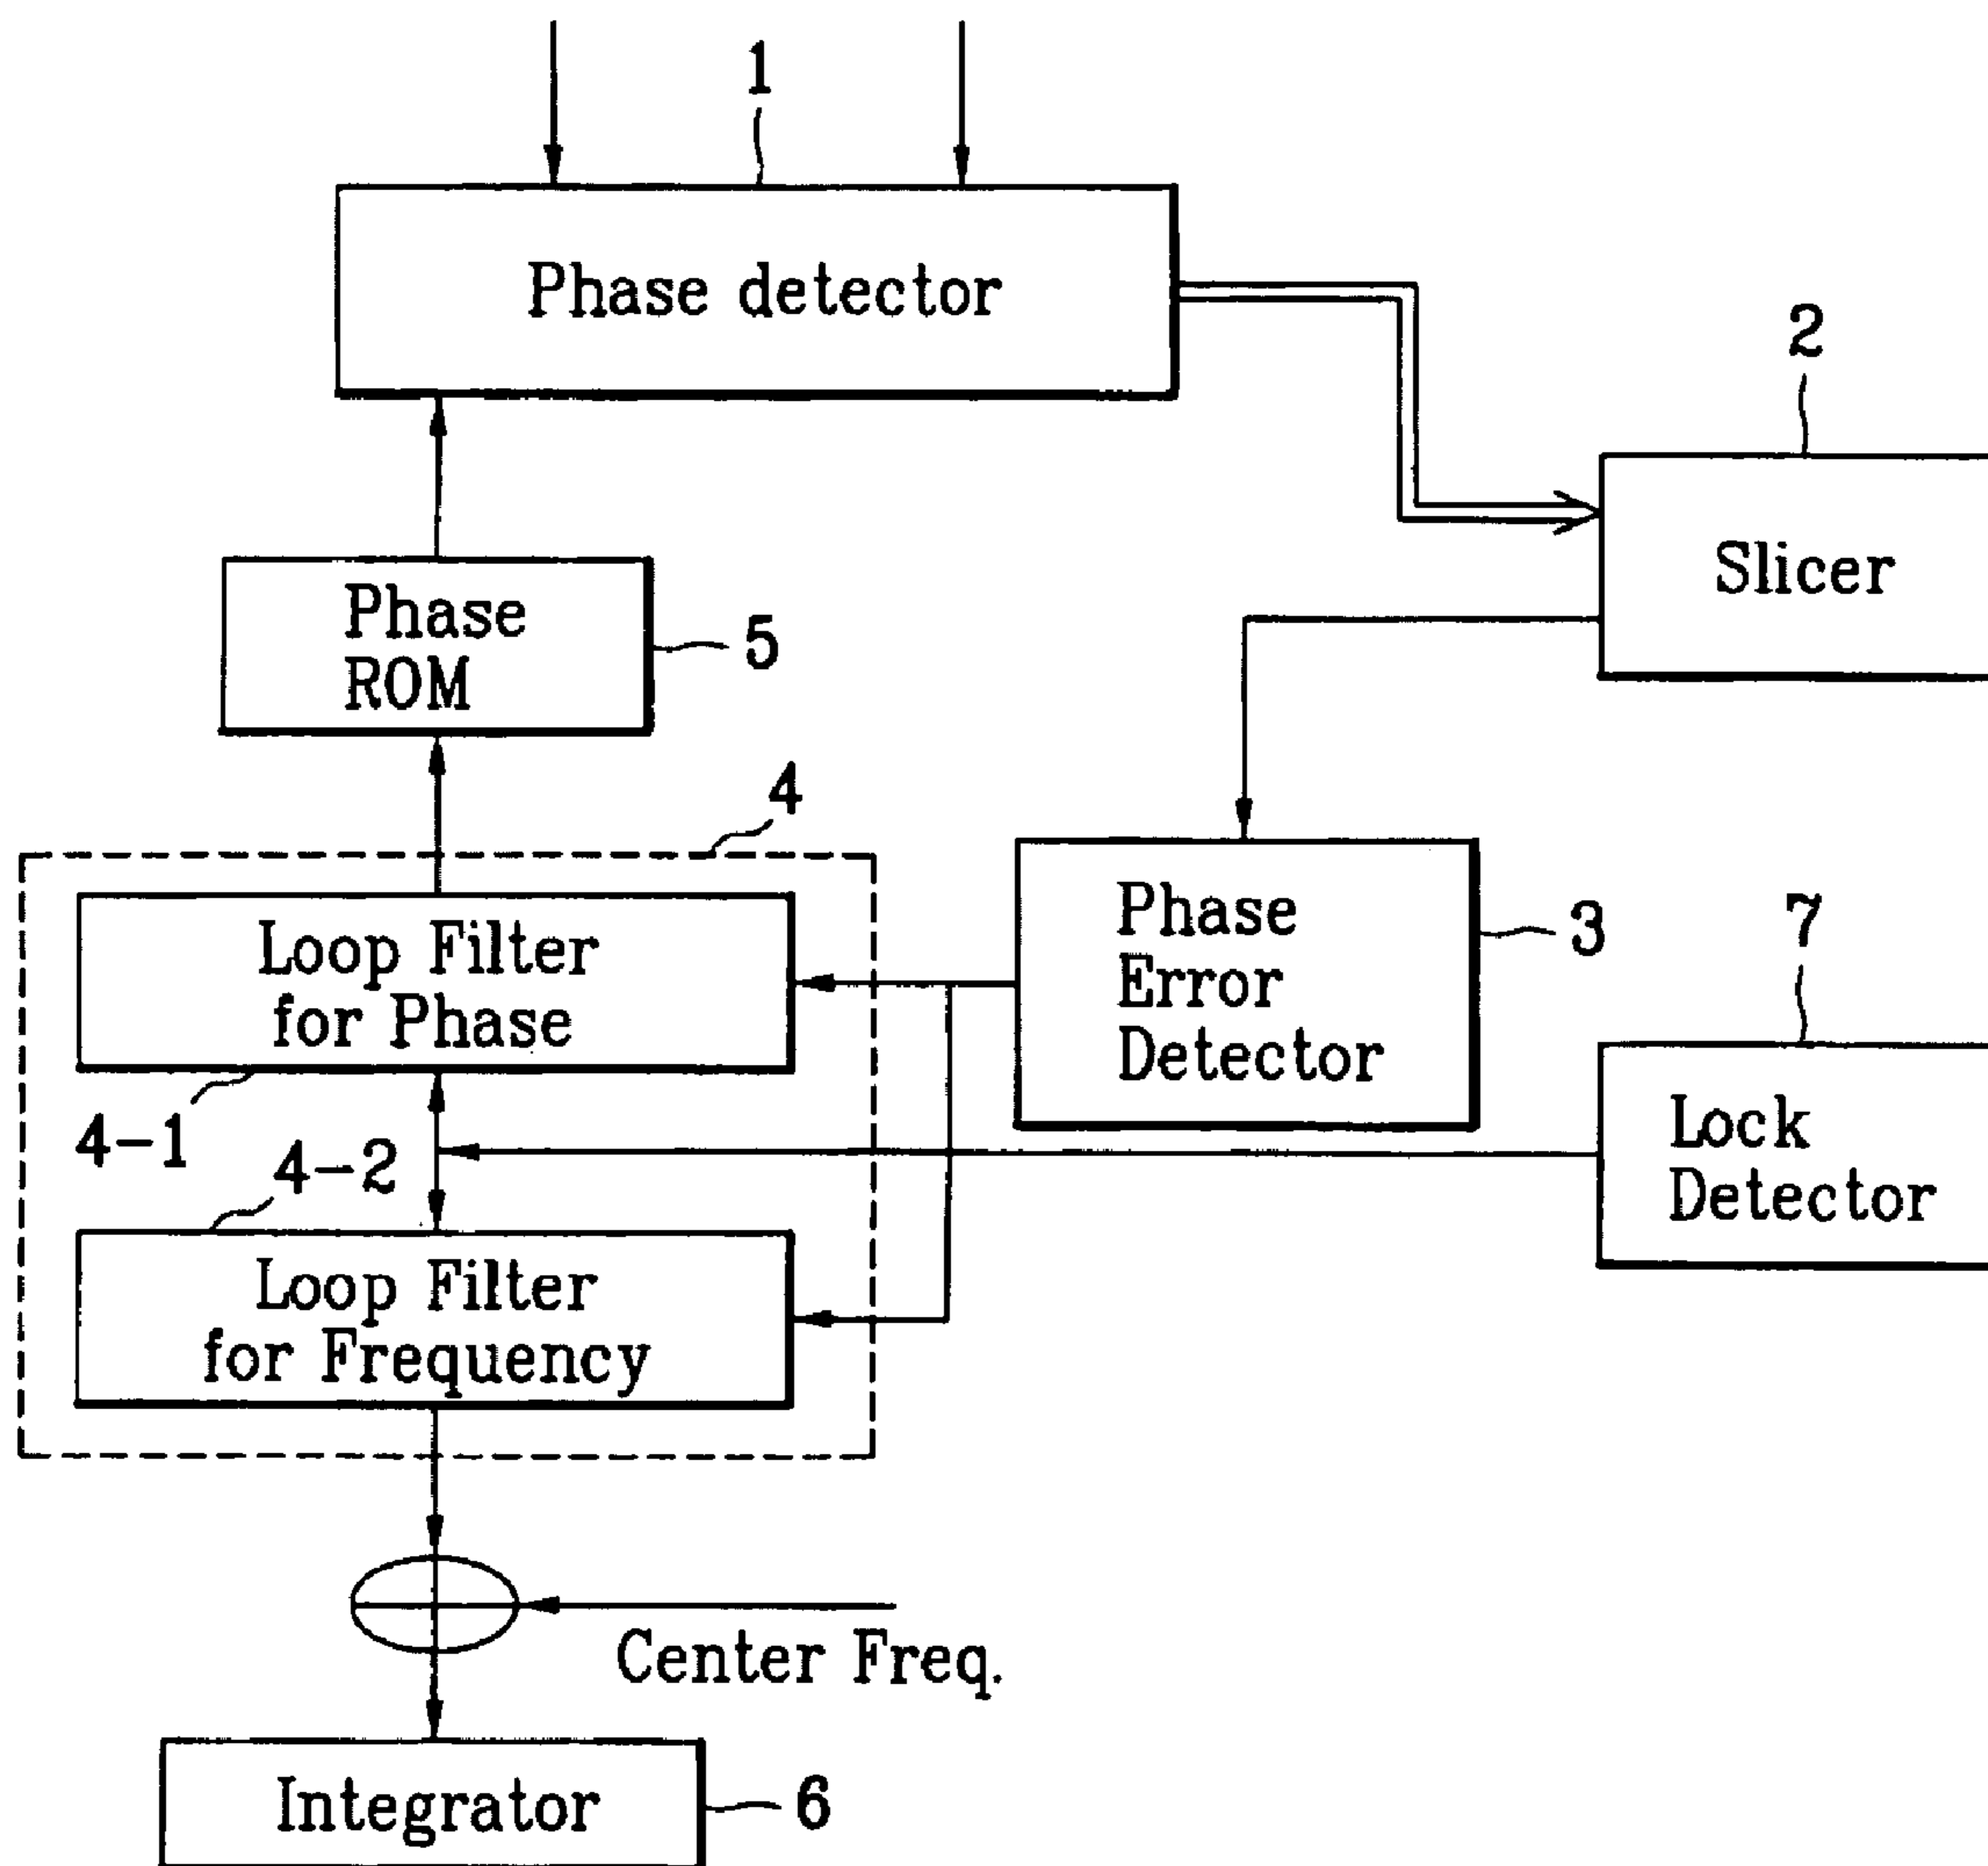 1
Phase detector
2
Slicer
Phase
ROM
5
4
Loop Filter
for Phase
4-1
Phase
Error
Detector
3
7
Lock
Detector
4-2
Loop Filter
for Frequency
Center Freq.
Integrator
6